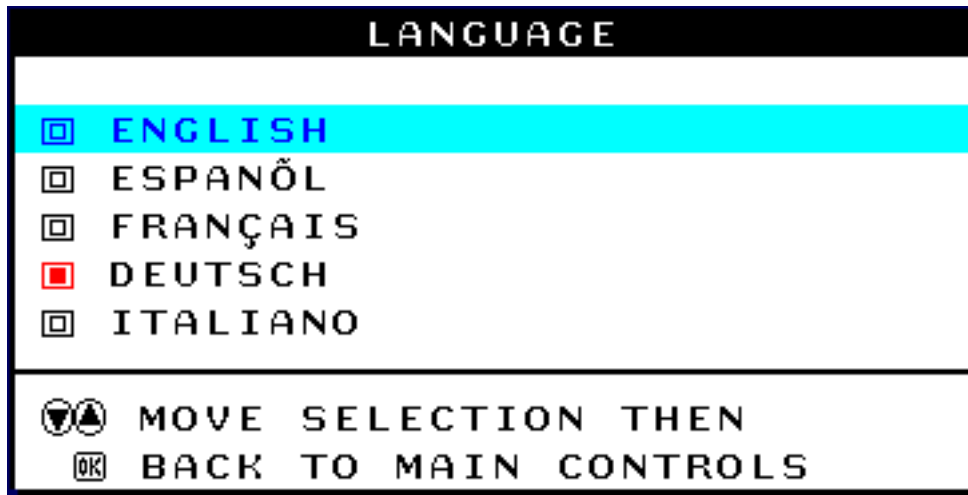 LANGUAGE
ENGLISH
ESPANÕL
FRANÇAIS
DEUTSCH
ITALIANO
MOVE SELECTION THEN
OK BACK TO MAIN CONTROLS